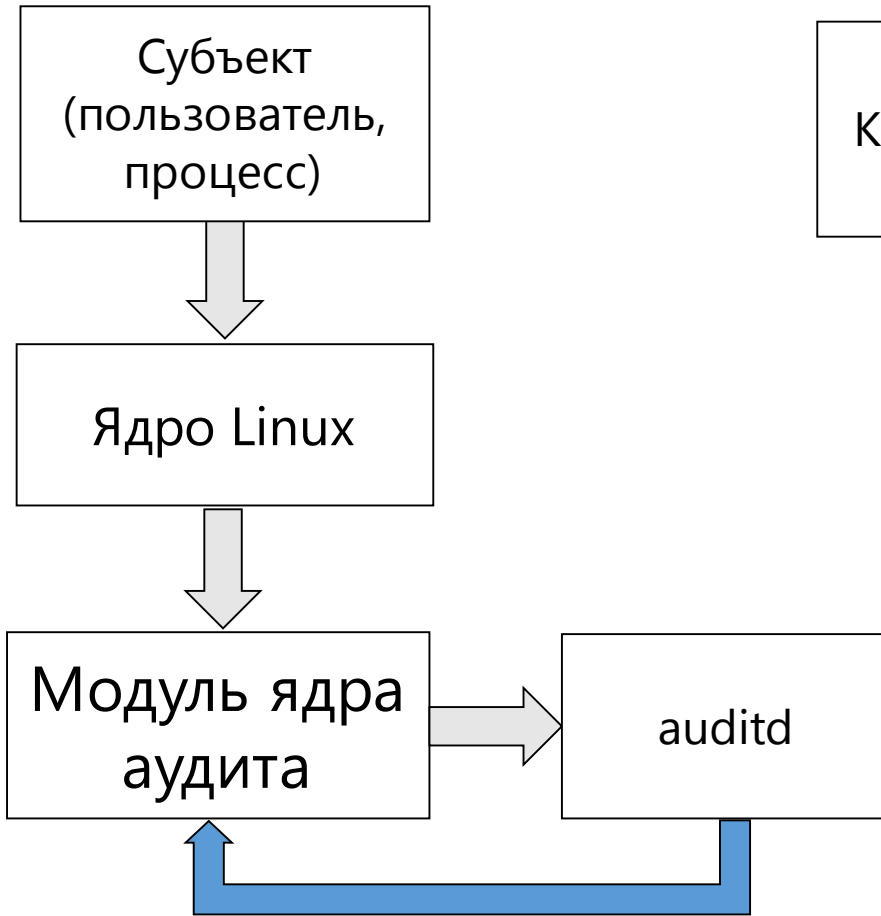 Субъект
(пользователь,
процесс)
К
Ядро Linux
Модуль ядра
аудита
auditd